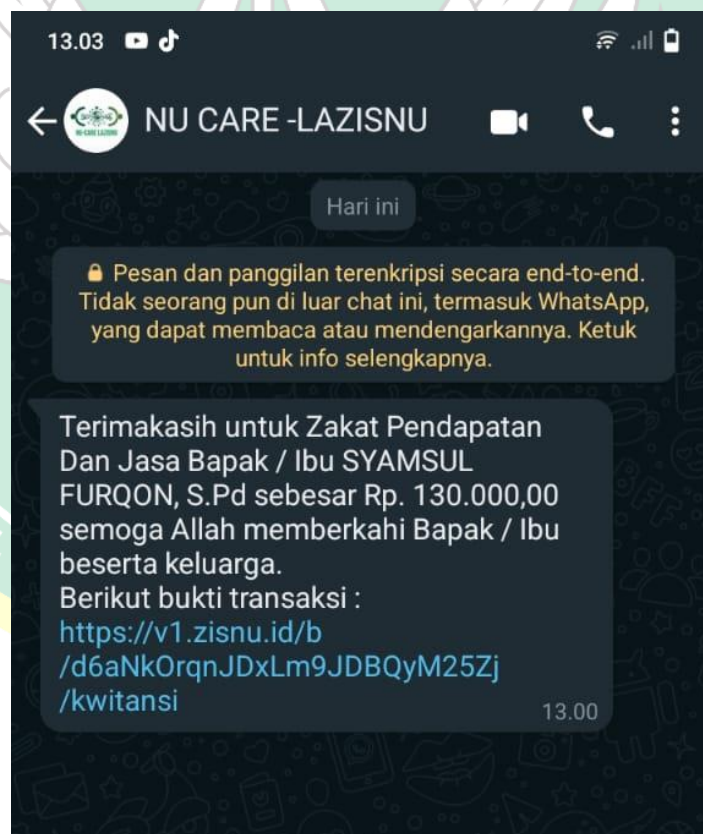 13.03
NU CARE -LAZISNU
NU-CARE LAZISNU
Hari ini
Pesan dan panggilan terenkripsi secara end-to-end.
Tidak seorang pun di luar chat ini, termasuk WhatsApp,
yang dapat membaca atau mendengarkannya. Ketuk
untuk info selengkapnya.
Terimakasih untuk Zakat Pendapatan
Dan Jasa Bapak / Ibu SYAMSUL
FURQON, S.Pd sebesar Rp. 130.000,00
semoga Allah memberkahi Bapak / Ibu
beserta keluarga.
Berikut bukti transaksi :
https://v1.zisnu.id/b
/d6aNkOrqnJDxLm9JDBQyM25Zj
/kwitansi
13.00